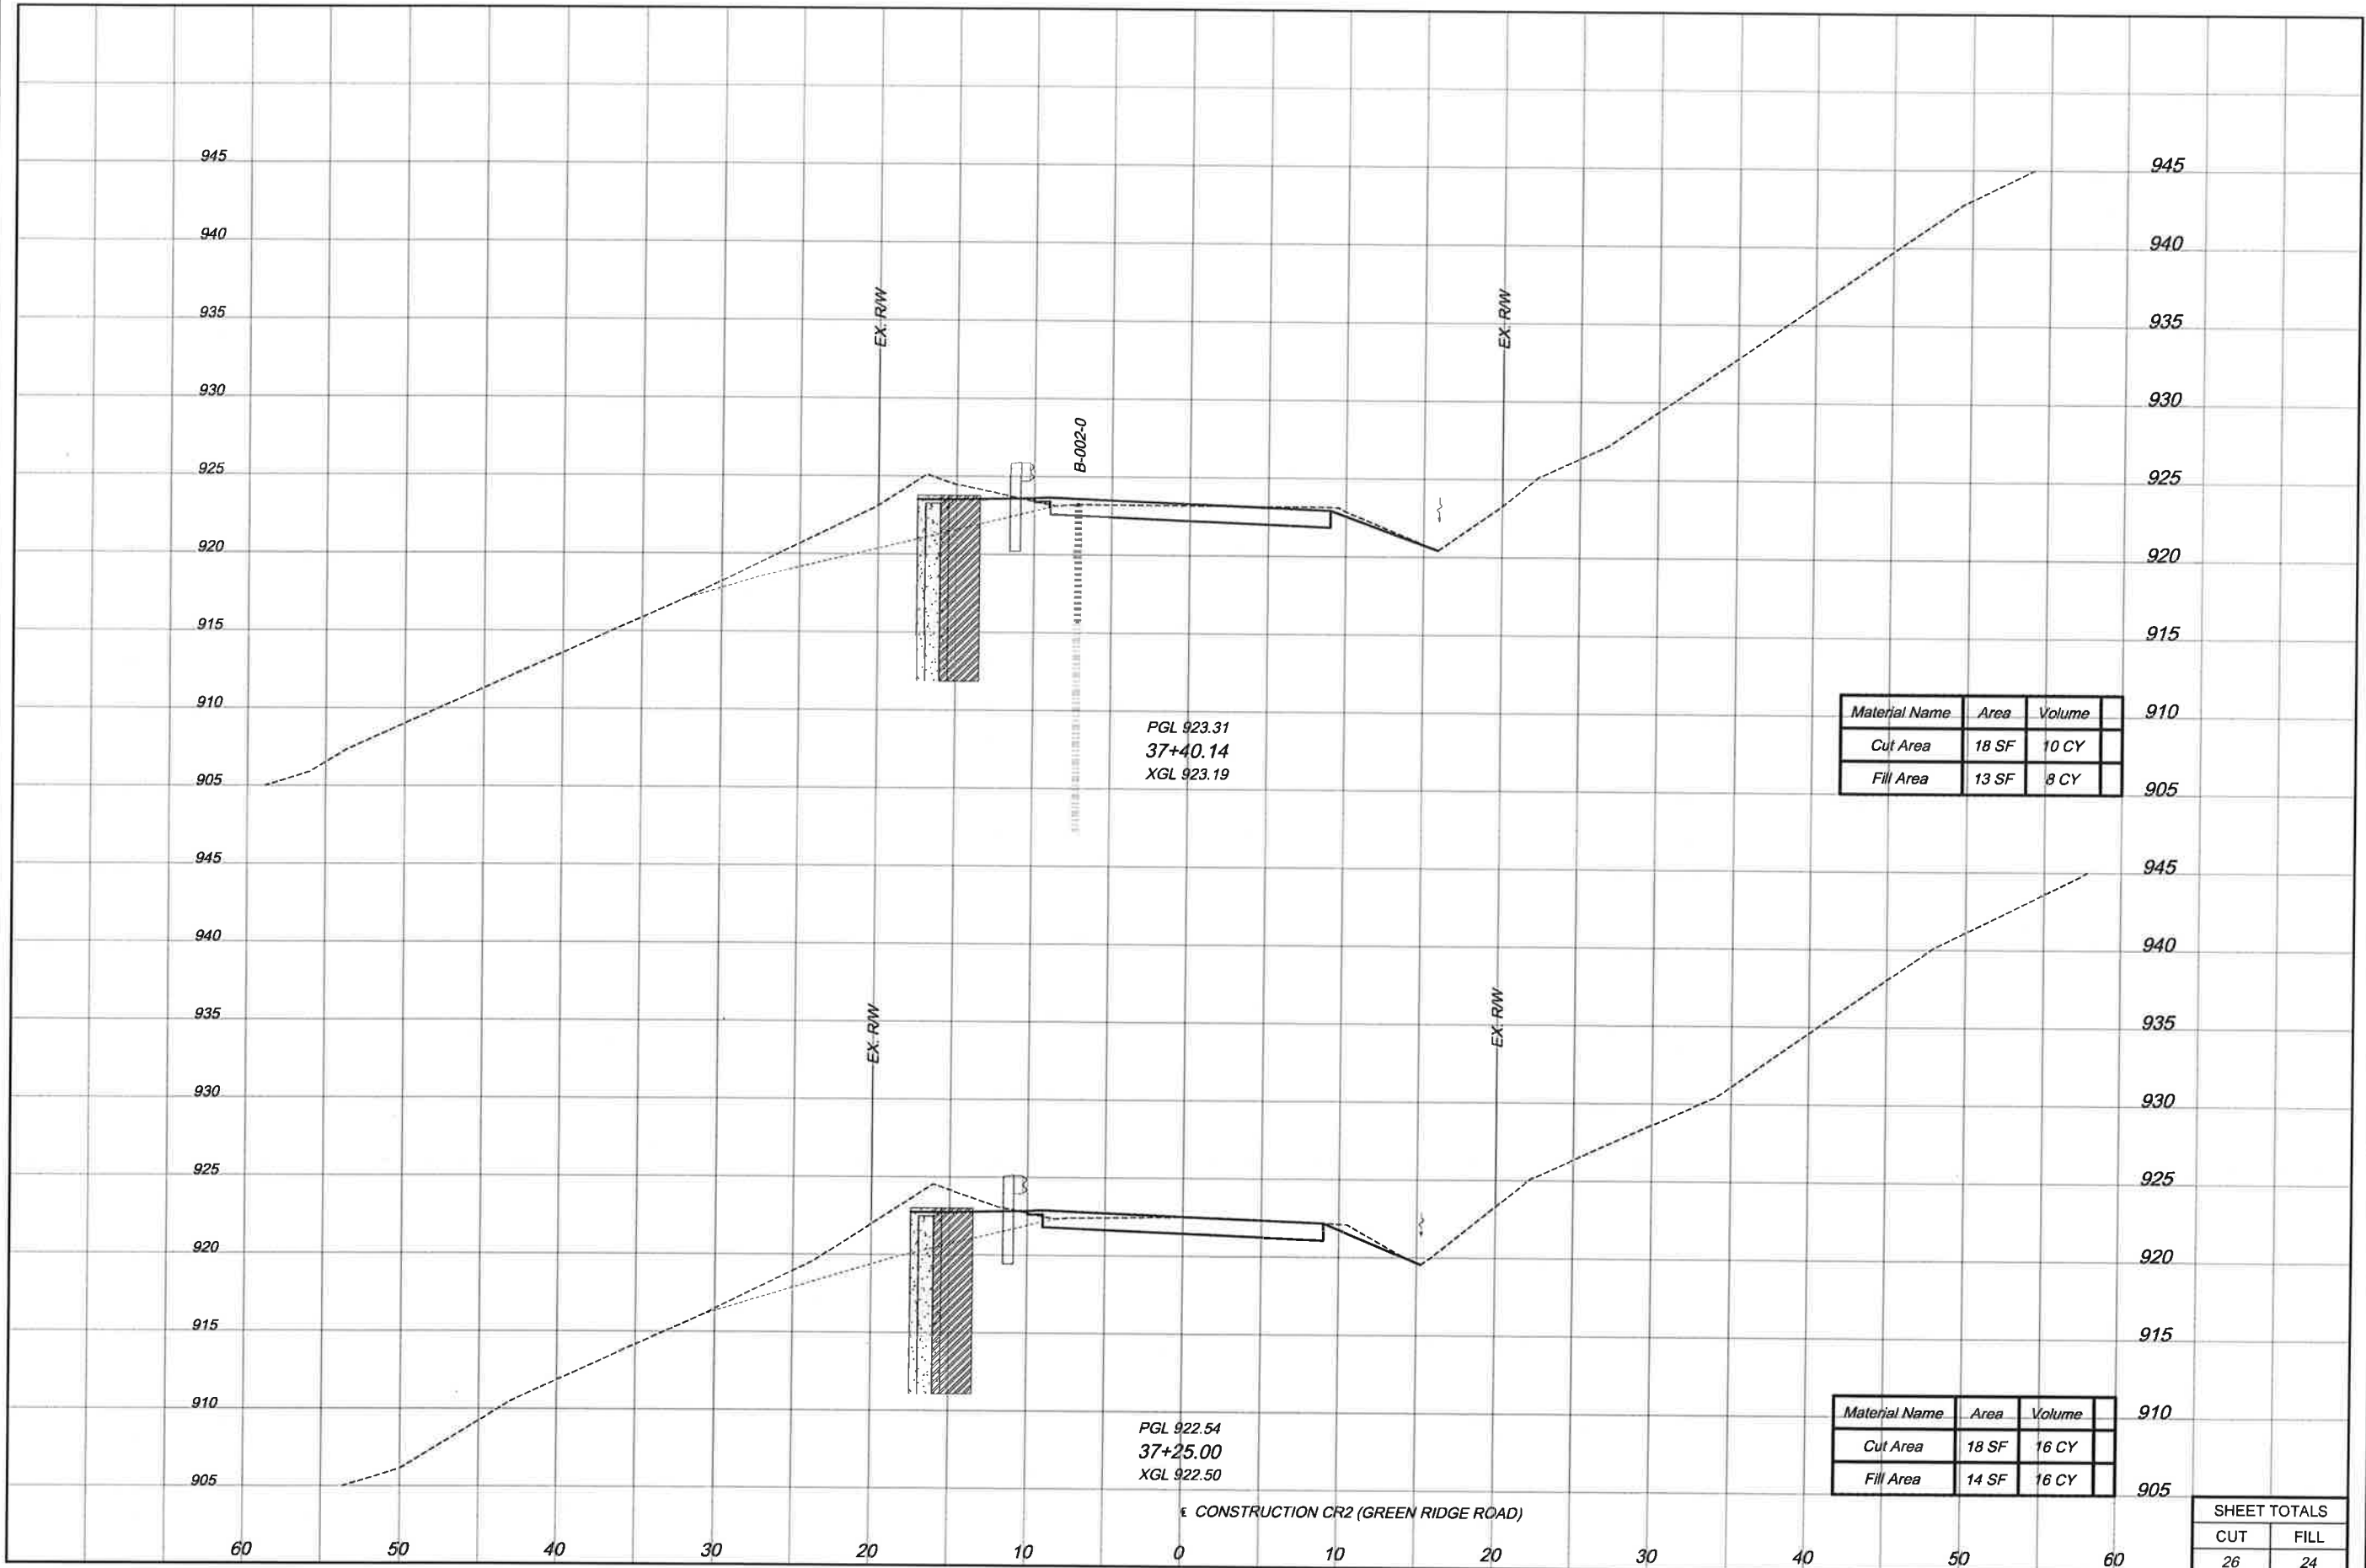 945 945
940 940
935 935
EX. R/W EX. R/W
930 930
925 B-002-0 925
920 920
915 915
910 910
905 905
PGL 923.31
37+40.14
XGL 923.19
Material Name Area Volume
Cut Area 18 SF 10 CY
Fill Area 13 SF 8 CY
945 945
940 940
935 935
EX. R/W EX. R/W
930 930
925 925
920 920
915 915
910 910
905 905
PGL 922.54
37+25.00
XGL 922.50
Material Name Area Volume
Cut Area 18 SF 16 CY
Fill Area 14 SF 16 CY
℄ CONSTRUCTION CR2 (GREEN RIDGE ROAD)
SHEET TOTALS
CUT FILL
26 24
60 50 40 30 20 10 0 10 20 30 40 50 60